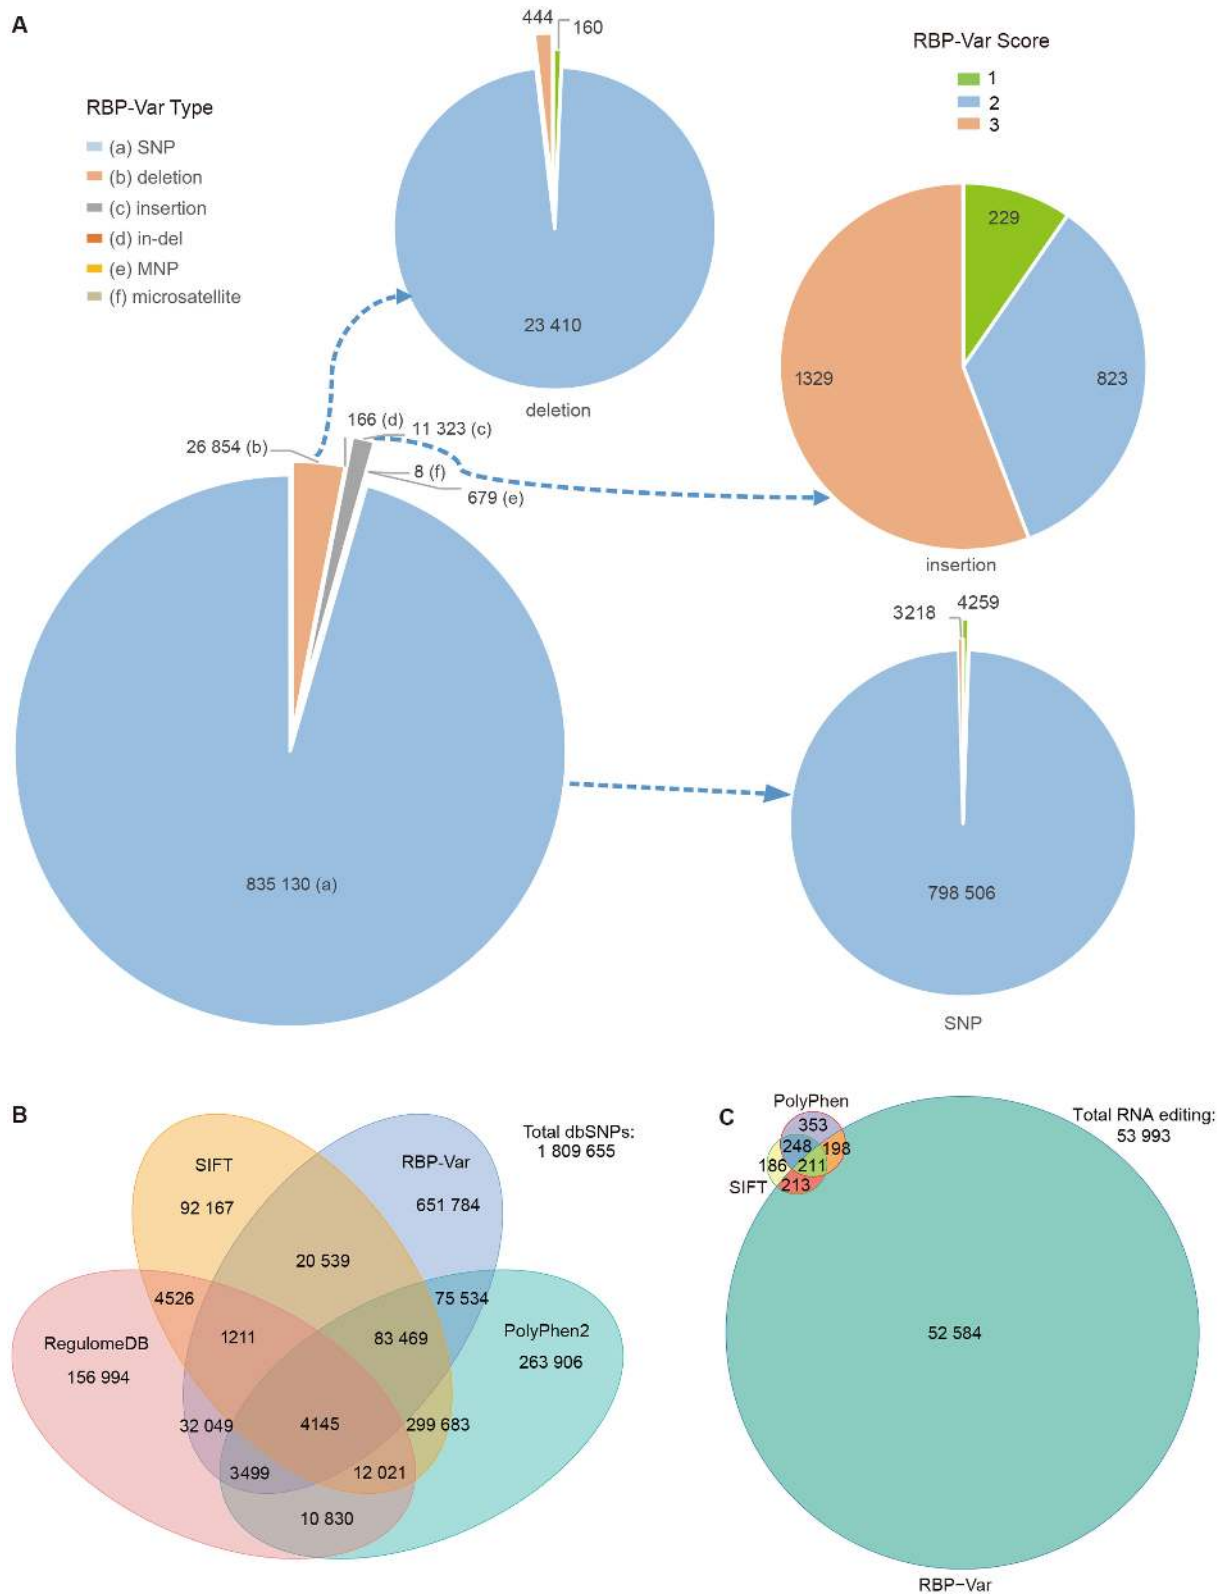 A
444
160
RBP-Var Score
1
2
3
RBP-Var Type
(a) SNP
(b) deletion
(c) insertion
(d) in-del
(e) MNP
(f) microsatellite
229
23 410
1329
823
deletion
166 (d)
11 323 (c)
26 854 (b)
8 (f)
679 (e)
insertion
3218
4259
835 130 (a)
798 506
SNP
B
SIFT
92 167
RBP-Var
651 784
Total dbSNPs:
1 809 655
20 539
4526
75 534
1211
83 469
RegulomeDB
156 994
PolyPhen2
263 906
32 049
4145
299 683
3499
12 021
10 830
C
PolyPhen
353
248
198
186
211
SIFT
213
Total RNA editing:
53 993
52 584
RBP-Var